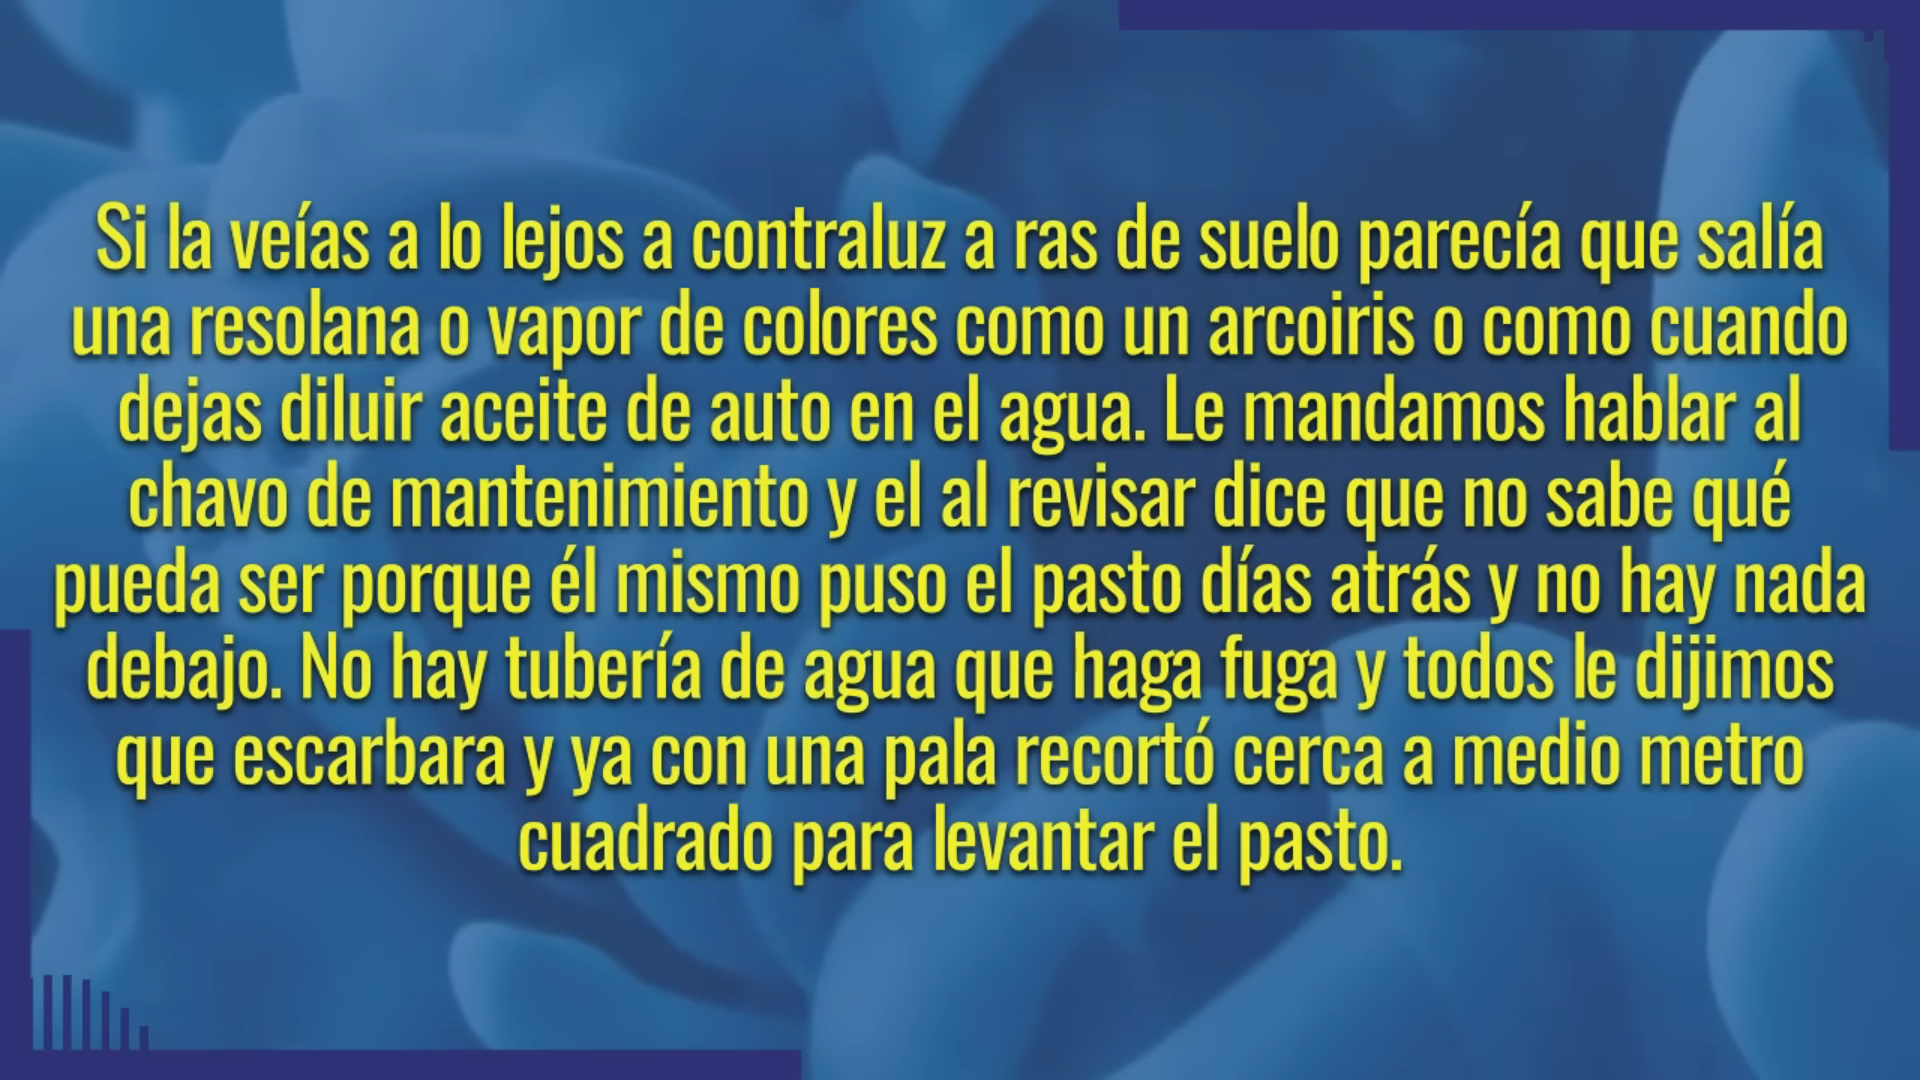 Si la veías a lo lejos a contraluz a ras de suelo parecía que salía
una resolana o vapor de colores como un arcoiris o como cuando
dejas diluir aceite de auto en el agua. Le mandamos hablar al
chavo de mantenimiento y el al revisar dice que no sabe qué
pueda ser porque él mismo puso el pasto días atrás y no hay nada
debajo. No hay tubería de agua que haga fuga y todos le dijimos
que escarbara y ya con una pala recortó cerca a medio metro
cuadrado para levantar el pasto.